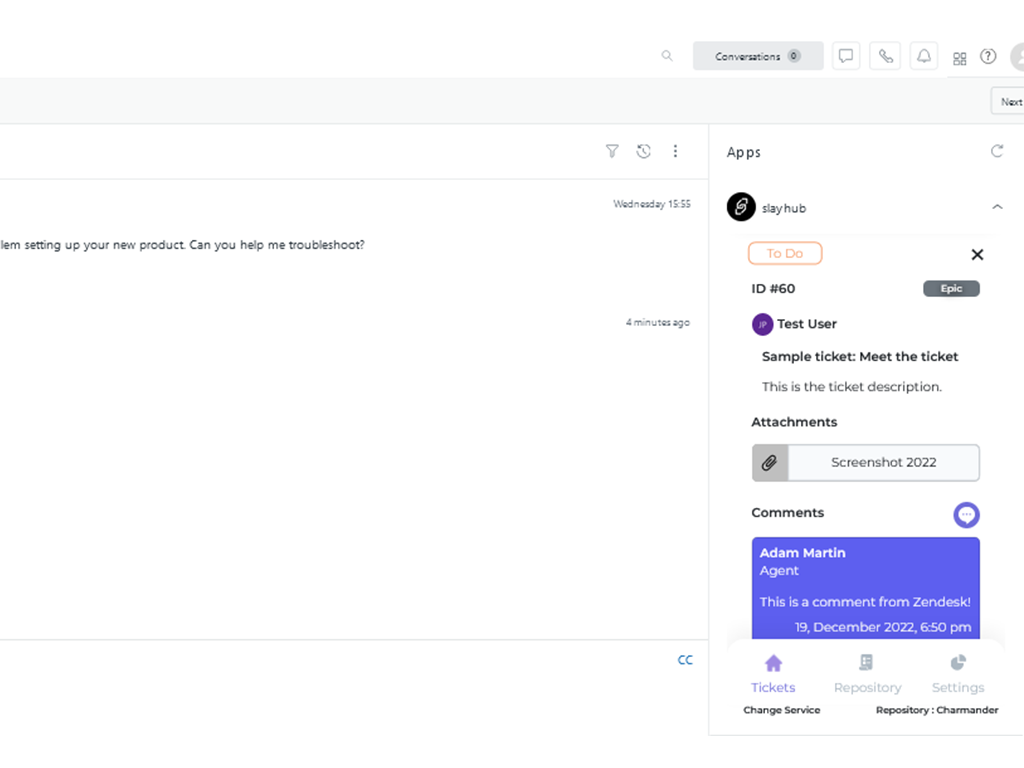 Conversations 0
Next
Apps
Wednesday 15:55
slayhub
lem setting up your new product. Can you help me troubleshoot?
To Do
ID #60 Epic
4 minutes ago
JP Test User
Sample ticket: Meet the ticket
This is the ticket description.
Attachments
Screenshot 2022
Comments
Adam Martin
Agent
This is a comment from Zendesk!
19, December 2022, 6:50 pm
CC
Tickets Repository Settings
Change Service Repository : Charmander